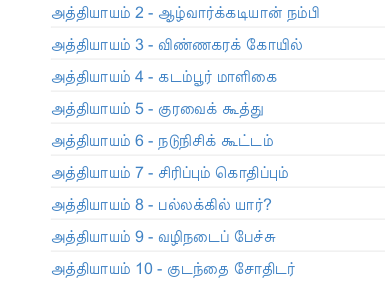 அத்தியாயம் 2 - ஆழ்வார்க்கடியான் நம்பி
அத்தியாயம் 3 - விண்ணகரக் கோயில்
அத்தியாயம் 4 - கடம்பூர் மாளிகை
அத்தியாயம் 5 - குரவைக் கூத்து
அத்தியாயம் 6 - நடுநிசிக் கூட்டம்
அத்தியாயம் 7 - சிரிப்பும் கொதிப்பும்
அத்தியாயம் 8 - பல்லக்கில் யார்?
அத்தியாயம் 9 - வழிநடைப் பேச்சு
அத்தியாயம் 10 - குடந்தை சோதிடர்